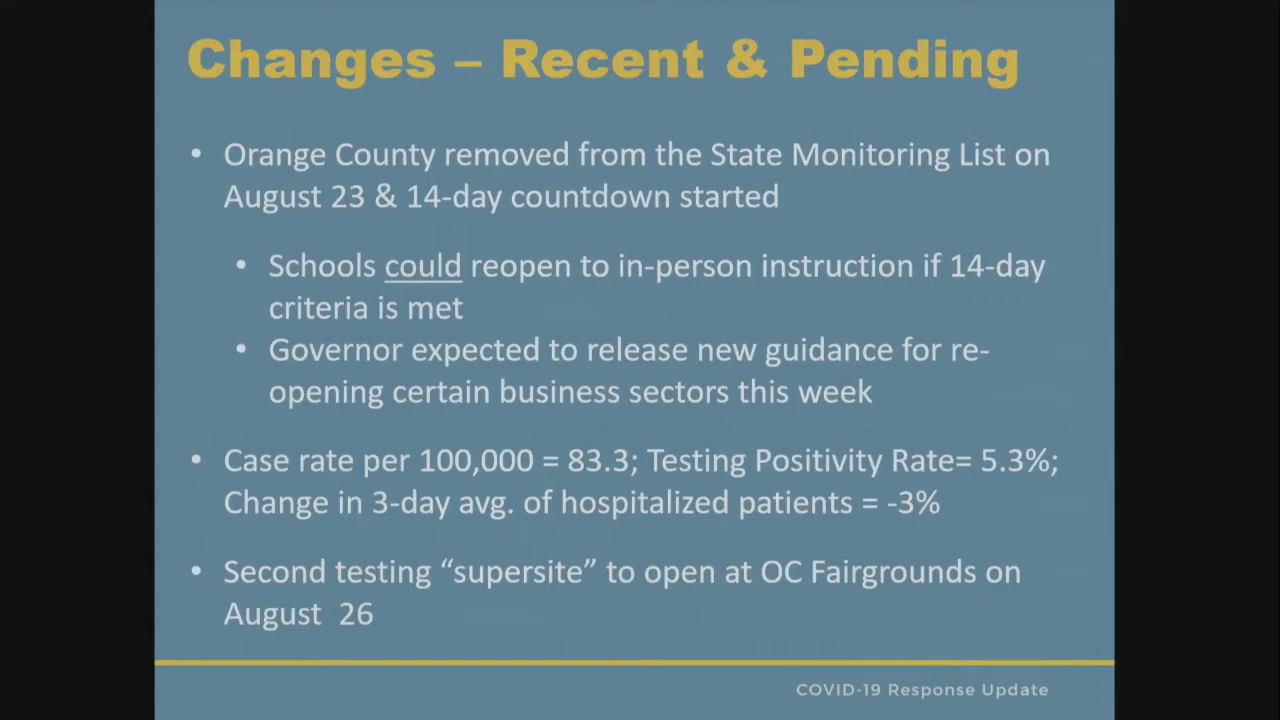 Changes – Recent & Pending
• Orange County removed from the State Monitoring List on
August 23 & 14-day countdown started
• Schools could reopen to in-person instruction if 14-day
criteria is met
• Governor expected to release new guidance for re-
opening certain business sectors this week
• Case rate per 100,000 = 83.3; Testing Positivity Rate= 5.3%;
Change in 3-day avg. of hospitalized patients = -3%
• Second testing “supersite” to open at OC Fairgrounds on
August  26
COVID-19 Response Update